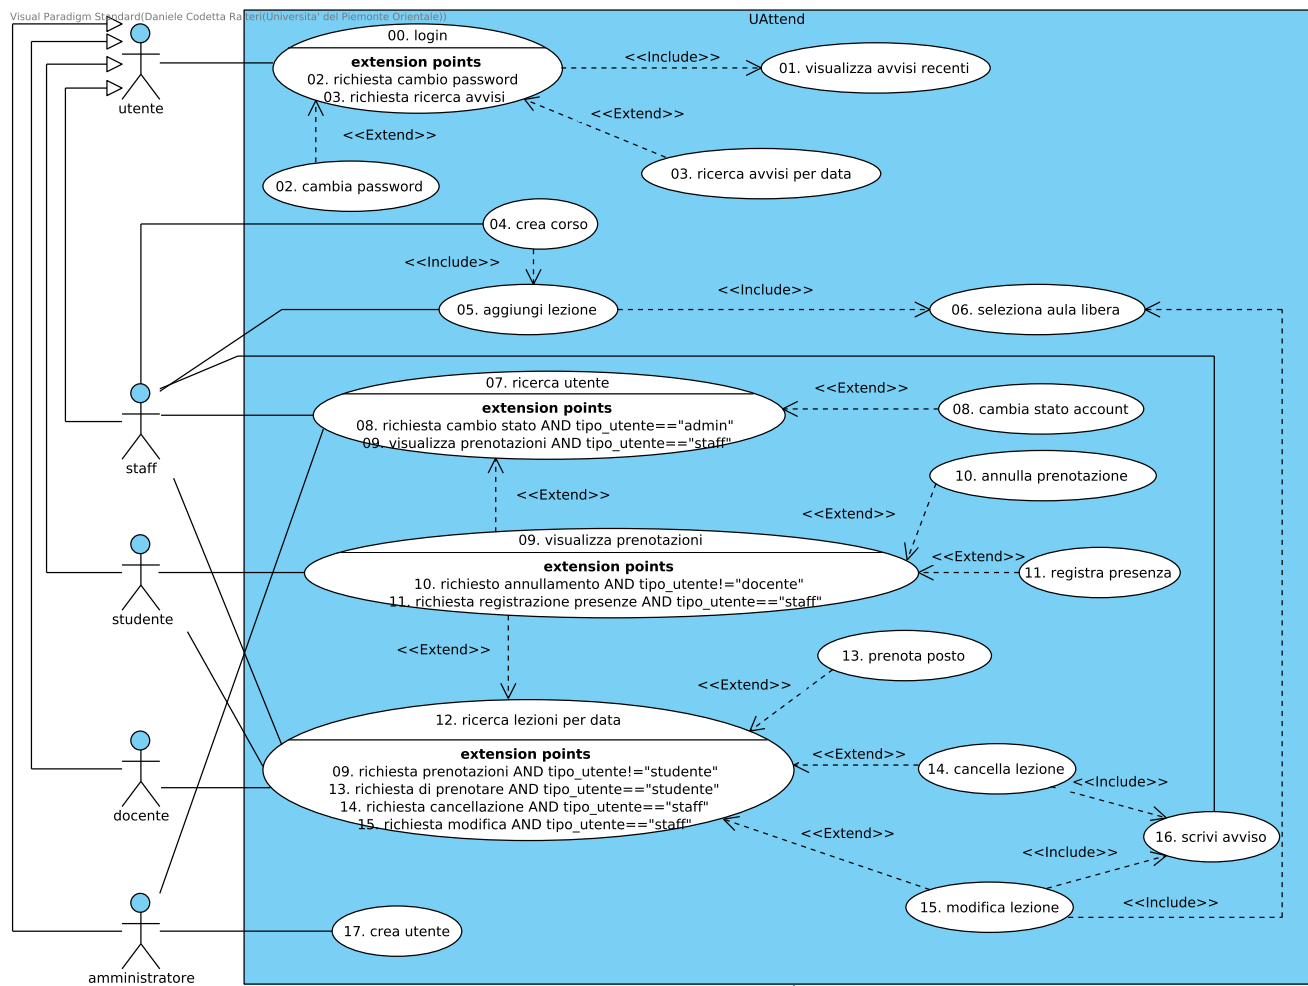 Visual Paradigm Standard(Daniele Codetta Raiteri(Universita' del Piemonte Orientale))
UAttend
00. login
extension points
02. richiesta cambio password
03. richiesta ricerca avvisi
<<Include>>
01. visualizza avvisi recenti
utente
<<Extend>>
<<Extend>>
02. cambia password
03. ricerca avvisi per data
04. crea corso
<<Include>>
05. aggiungi lezione
<<Include>>
06. seleziona aula libera
07. ricerca utente
extension points
08. richiesta cambio stato AND tipo_utente=="admin"
09. visualizza prenotazioni AND tipo_utente=="staff"
<<Extend>>
08. cambia stato account
staff
<<Extend>>
10. annulla prenotazione
<<Extend>>
09. visualizza prenotazioni
extension points
10. richiesto annullamento AND tipo_utente!="docente"
11. richiesta registrazione presenze AND tipo_utente=="staff"
<<Extend>>
11. registra presenza
studente
<<Extend>>
13. prenota posto
<<Extend>>
12. ricerca lezioni per data
extension points
09. richiesta prenotazioni AND tipo_utente!="studente"
13. richiesta di prenotare AND tipo_utente=="studente"
14. richiesta cancellazione AND tipo_utente=="staff"
15. richiesta modifica AND tipo_utente=="staff"
<<Extend>>
14. cancella lezione
<<Include>>
docente
<<Extend>>
16. scrivi avviso
<<Include>>
15. modifica lezione
<<Include>>
17. crea utente
amministratore